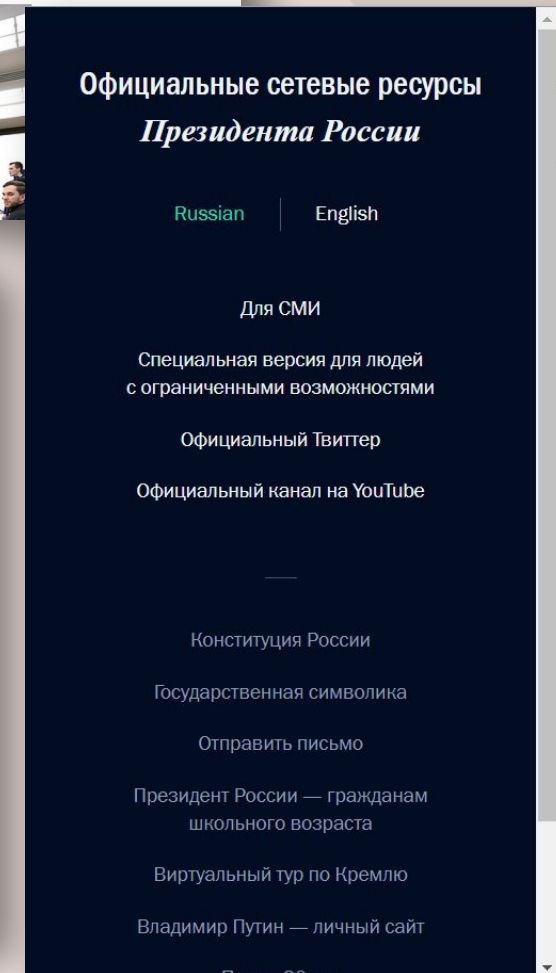 Официальные сетевые ресурсы
Президента России
Russian
English
Для СМИ
Специальная версия для людей
с ограниченными возможностями
Официальный Твиттер
Официальный канал на YouTube
Конституция России
Государственная символика
Отправить письмо
Президент России — гражданам
школьного возраста
Виртуальный тур по Кремлю
Владимир Путин — личный сайт